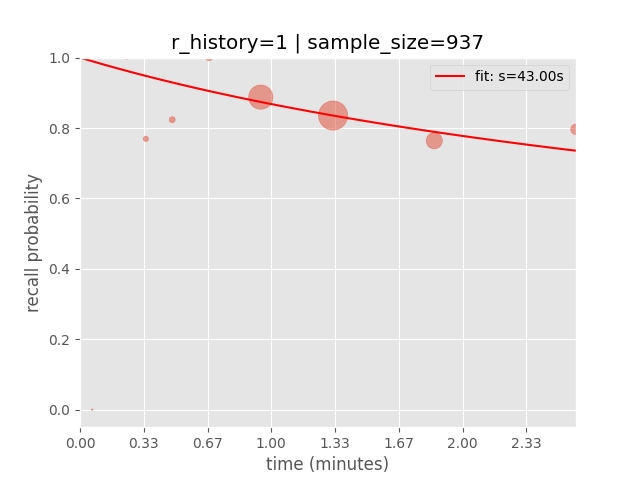 r_history=1 | sample_size=937
fit: s=43.00s
recall probability
1.0
0.8
0.6
0.4
0.2
0.0
0.00 0.33 0.67 1.00 1.33 1.67 2.00 2.33
time (minutes)